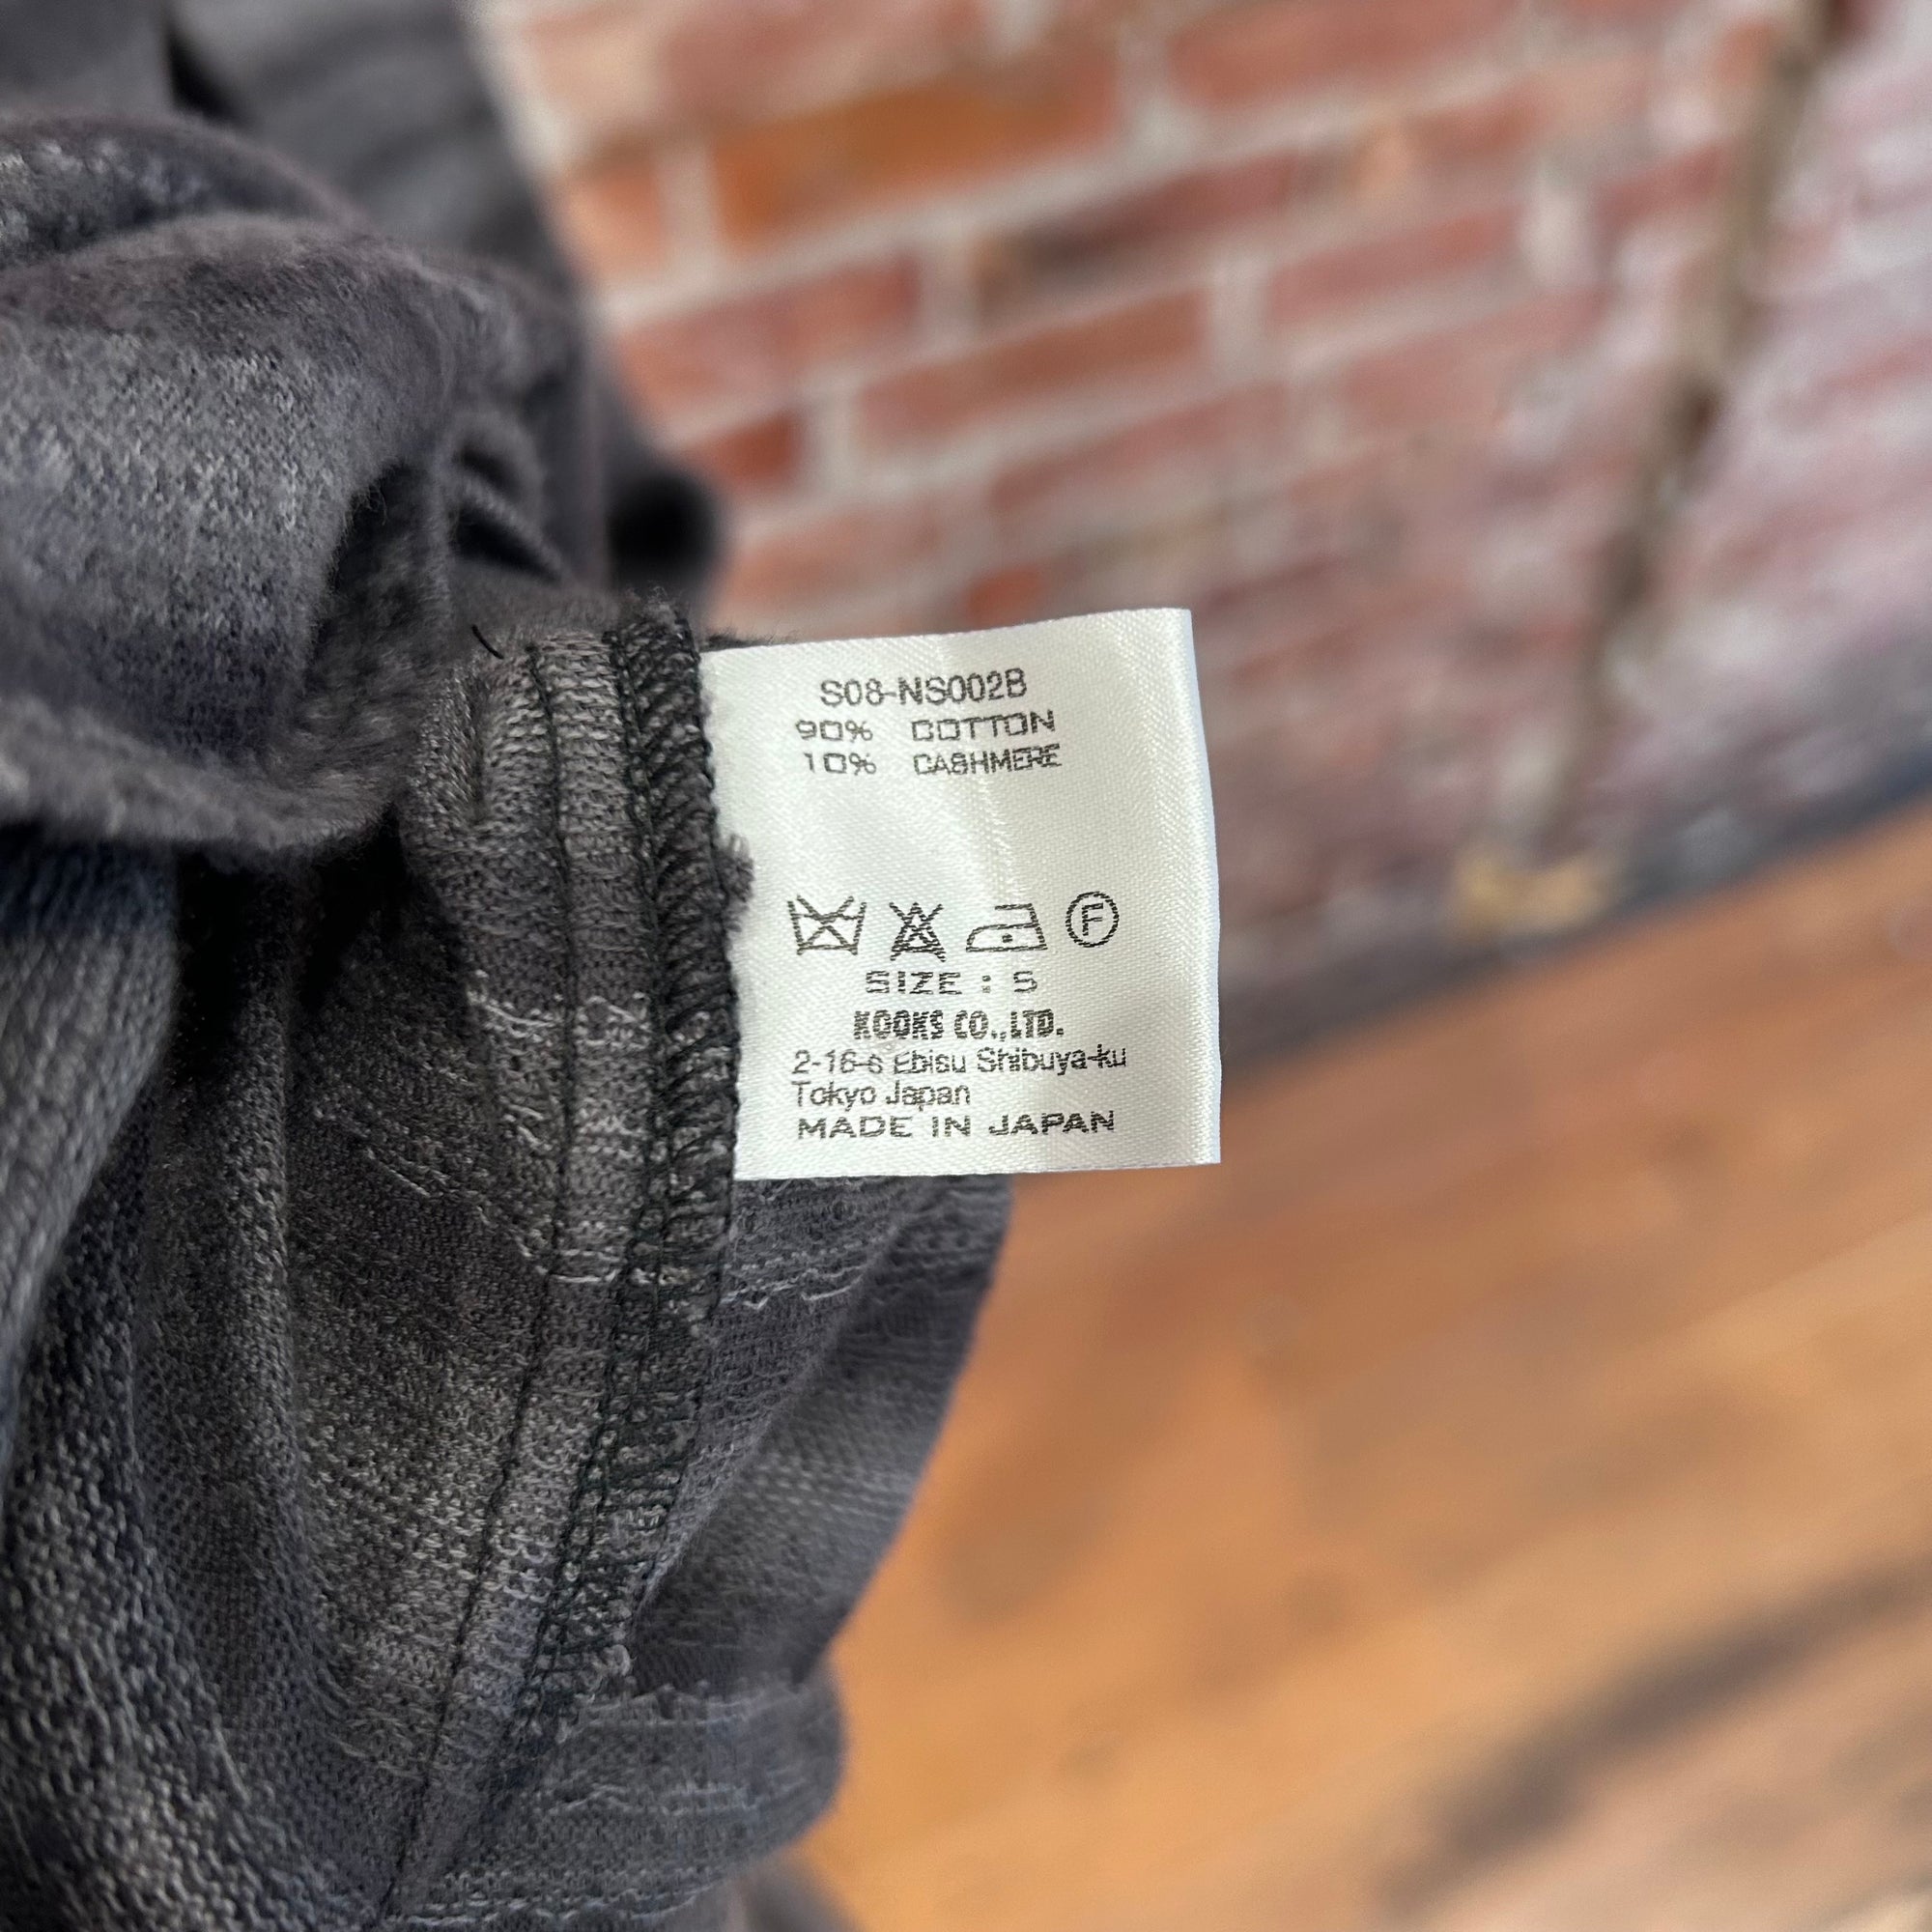 S08-NS002B
90% COTTON
10% CASHMERE
F
SIZE : S
KOOKS CO.,LTD.
2-16-6 Ebisu Shibuya-ku
Tokyo Japan
MADE IN JAPAN